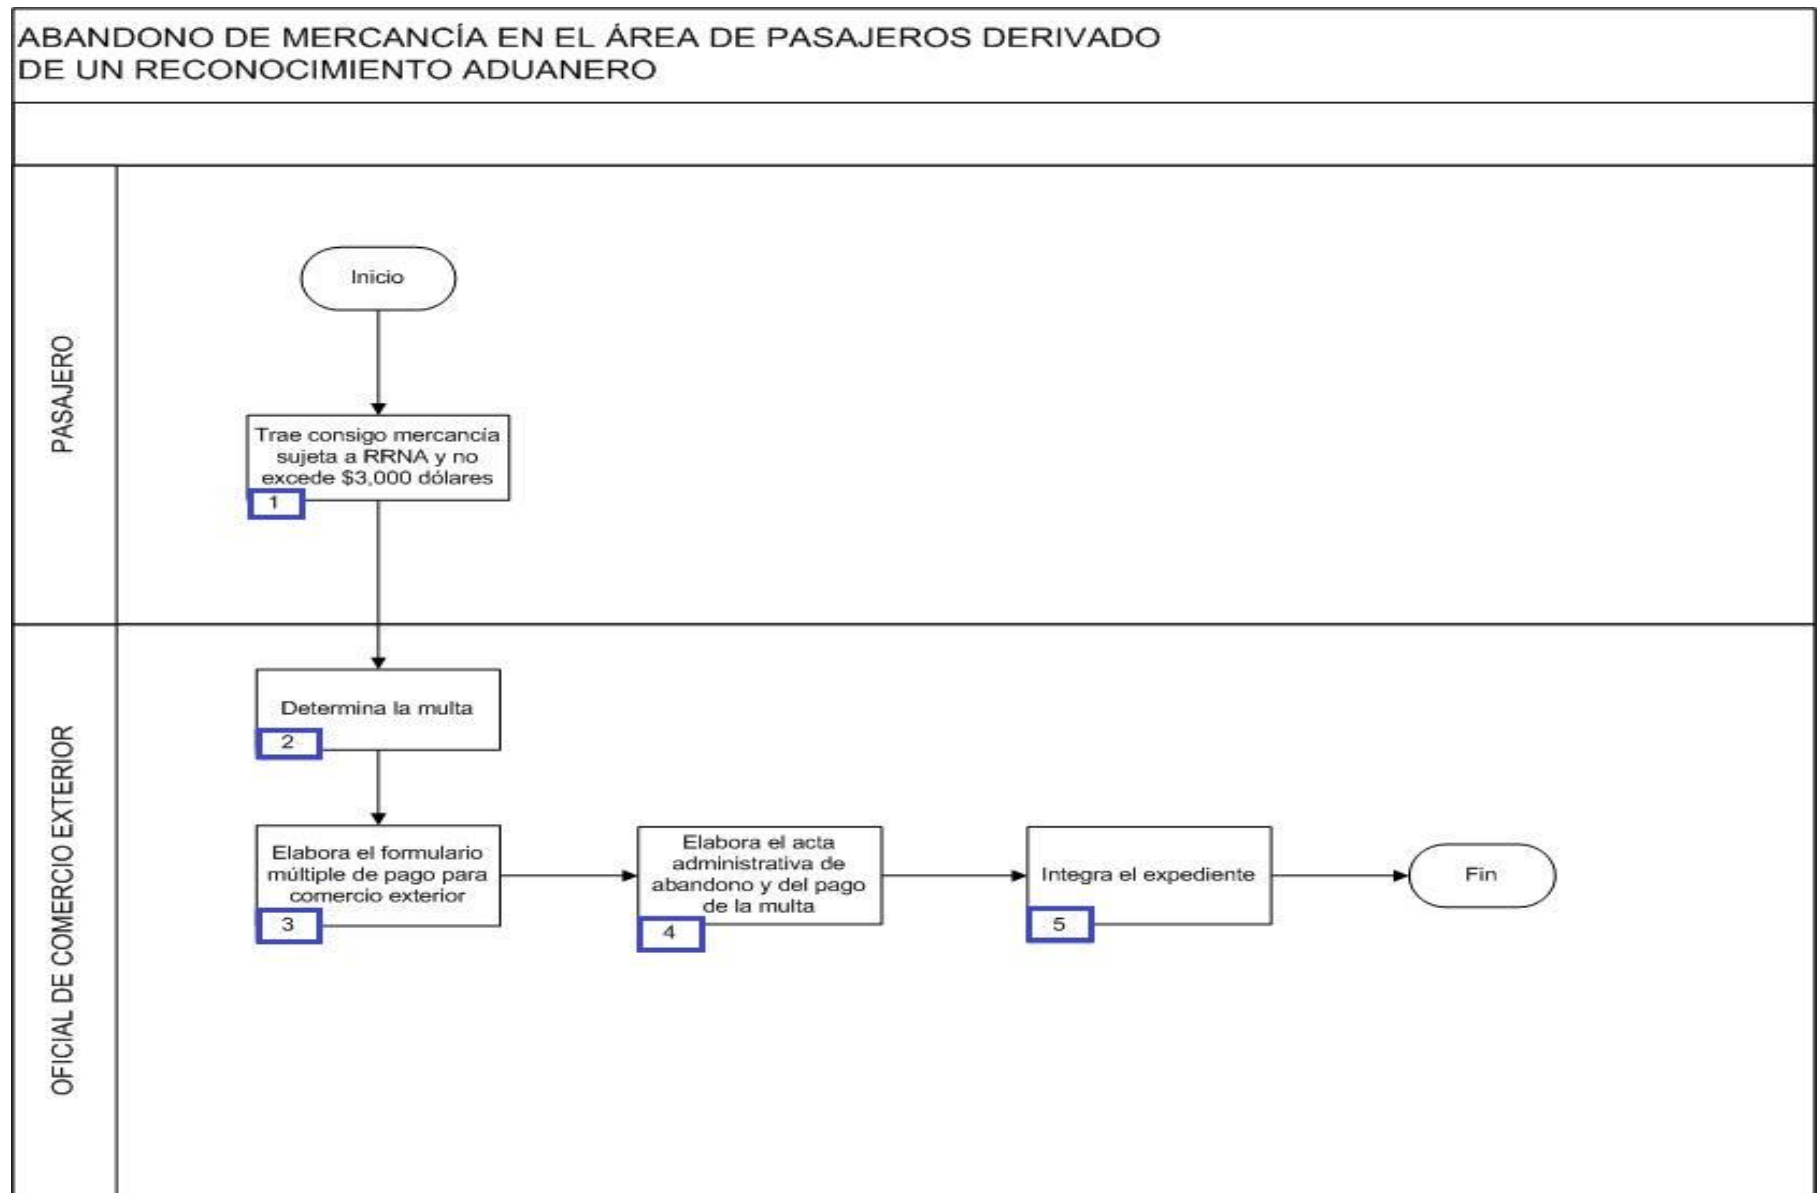 ABANDONO DE MERCANCÍA EN EL ÁREA DE PASAJEROS DERIVADO
DE UN RECONOCIMIENTO ADUANERO
PASAJERO
Inicio
Trae consigo mercancía
sujeta a RRNA y no
excede $3,000 dólares
1
OFICIAL DE COMERCIO EXTERIOR
Determina la multa
2
Elabora el formulario
múltiple de pago para
comercio exterior
3
Elabora el acta
administrativa de
abandono y del pago
de la multa
4
Integra el expediente
5
Fin